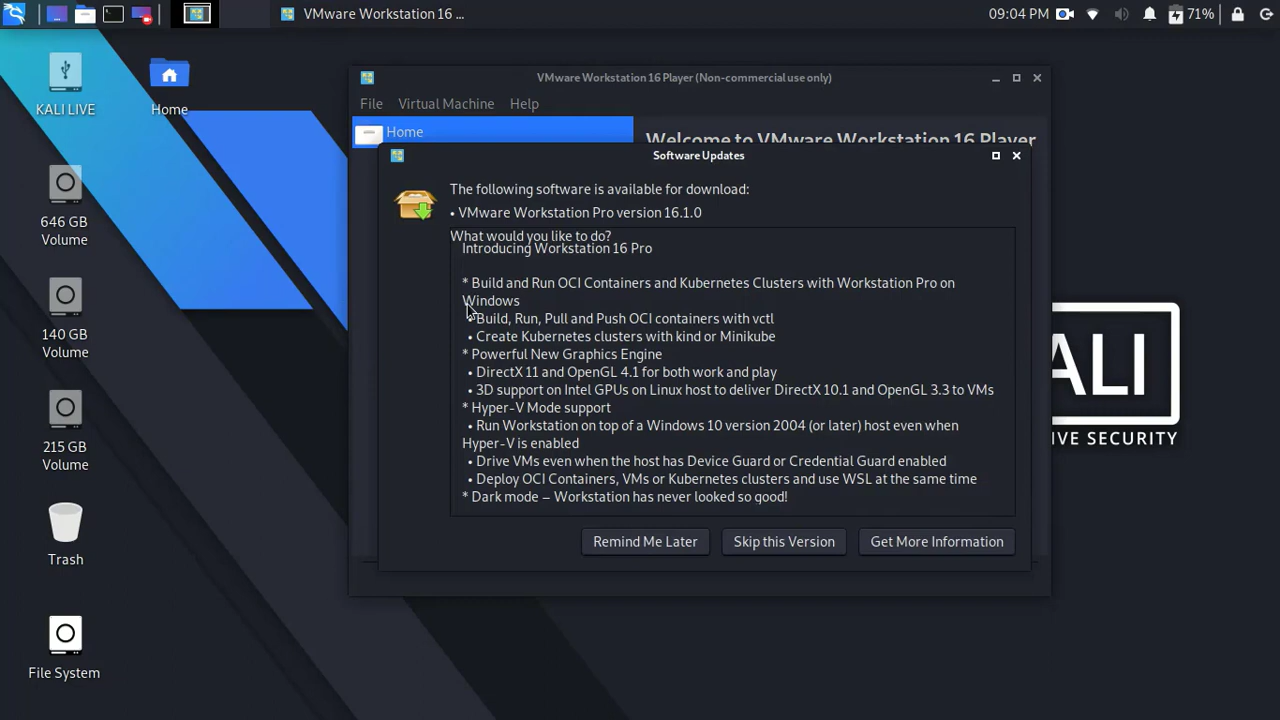 VMware Workstation 16 ...
09:04 PM
71%
KALI LIVE
Home
646 GB
Volume
140 GB
Volume
215 GB
Volume
Trash
File System
VMware Workstation 16 Player (Non-commercial use only)
File Virtual Machine Help
Home
Welcome to VMware Workstation 16 Player
Software Updates
The following software is available for download:
• VMware Workstation Pro version 16.1.0
What would you like to do?
Introducing Workstation 16 Pro
* Build and Run OCI Containers and Kubernetes Clusters with Workstation Pro on
Windows
• Build, Run, Pull and Push OCI containers with vctl
• Create Kubernetes clusters with kind or Minikube
* Powerful New Graphics Engine
• DirectX 11 and OpenGL 4.1 for both work and play
• 3D support on Intel GPUs on Linux host to deliver DirectX 10.1 and OpenGL 3.3 to VMs
* Hyper-V Mode support
• Run Workstation on top of a Windows 10 version 2004 (or later) host even when
Hyper-V is enabled
• Drive VMs even when the host has Device Guard or Credential Guard enabled
• Deploy OCI Containers, VMs or Kubernetes clusters and use WSL at the same time
* Dark mode – Workstation has never looked so good!
Remind Me Later
Skip this Version
Get More Information
ALI
IVE SECURITY